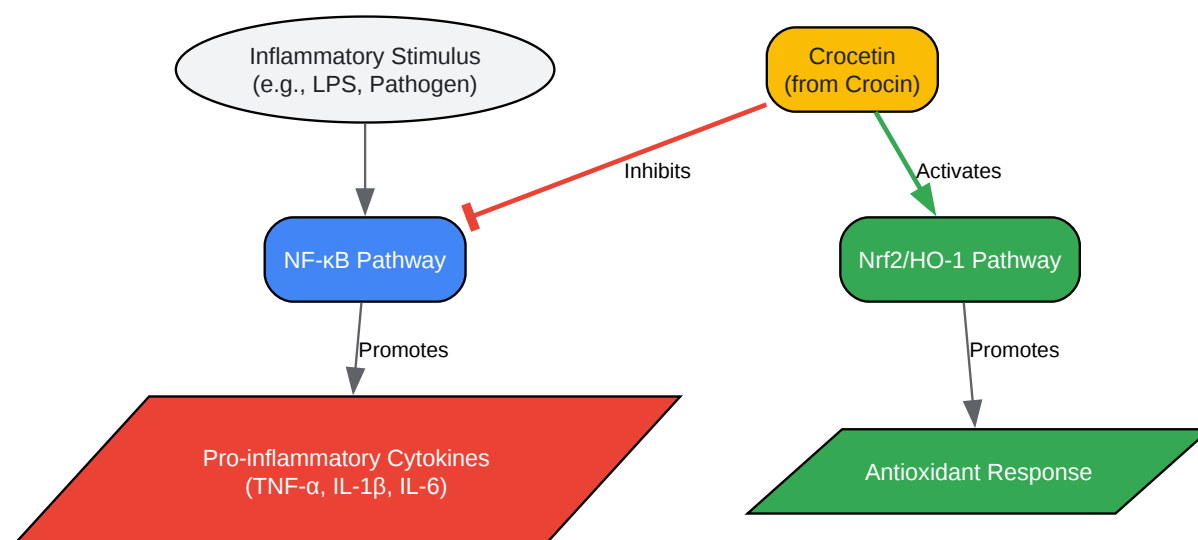 Inflammatory Stimulus
(e.g., LPS, Pathogen)
Crocetin
(from Crocin)
Inhibits
Activates
NF-κB Pathway
Nrf2/HO-1 Pathway
Promotes
Promotes
Pro-inflammatory Cytokines
(TNF-α, IL-1β, IL-6)
Antioxidant Response